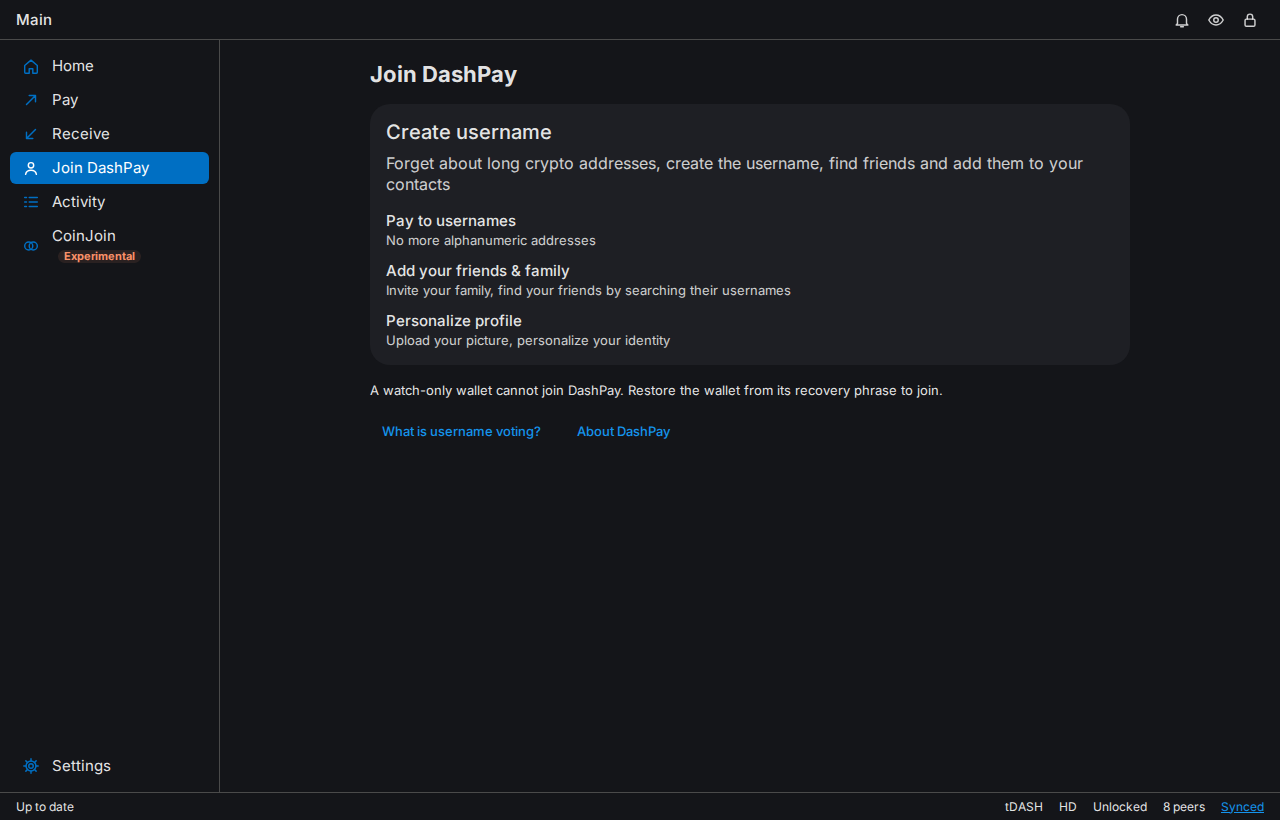 Main
Home
Pay
Receive
Join DashPay
Activity
CoinJoin
Experimental
Settings
Join DashPay
Create username
Forget about long crypto addresses, create the username, find friends and add them to your
contacts
Pay to usernames
No more alphanumeric addresses
Add your friends & family
Invite your family, find your friends by searching their usernames
Personalize profile
Upload your picture, personalize your identity
A watch-only wallet cannot join DashPay. Restore the wallet from its recovery phrase to join.
What is username voting? About DashPay
Up to date tDASH HD Unlocked 8 peers Synced